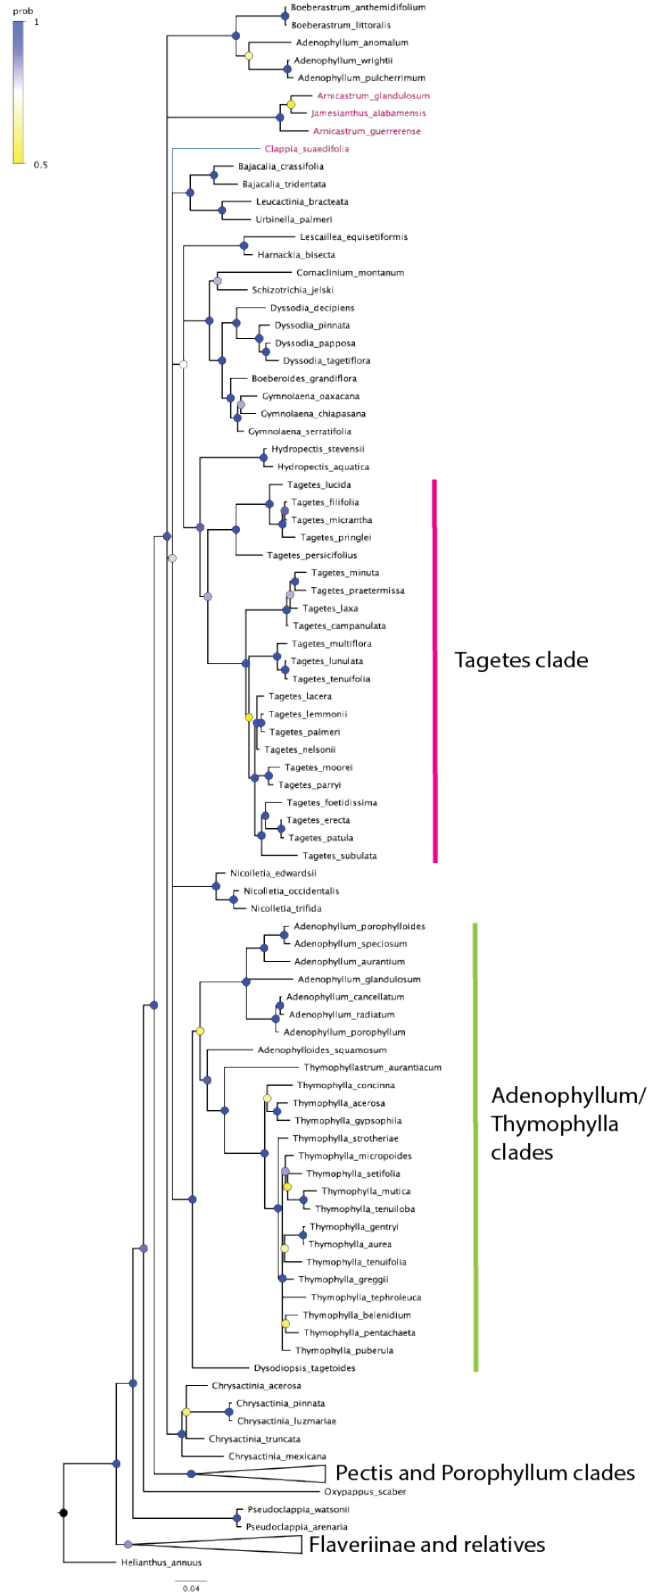 prob
1
0.5
Boeberastrum_anthemidifolium
Boeberastrum_littoralis
Adenophyllum_anomalum
Adenophyllum_wrightii
Adenophyllum_pulcherrimum
Arnicastrum_glandulosum
Jamesianthus_alabamensis
Arnicastrum_guerrerense
Clappia_suaedifolia
Bajacalia_crassifolia
Bajacalia_tridentata
Leucactinia_bracteata
Urbinella_palmeri
Lescaillea_equisetiformis
Harnackia_bisecta
Comaclinium_montanum
Schizotrichia_jelski
Dyssodia_decipiens
Dyssodia_pinnata
Dyssodia_papposa
Dyssodia_tagetiflora
Boeberoides_grandiflora
Gymnolaena_oaxacana
Gymnolaena_chiapasana
Gymnolaena_serratifolia
Hydropectis_stevensii
Hydropectis_aquatica
Tagetes_lucida
Tagetes_filifolia
Tagetes_micrantha
Tagetes_pringlei
Tagetes_persicifolius
Tagetes_minuta
Tagetes_praetermissa
Tagetes_laxa
Tagetes_campanulata
Tagetes_multiflora
Tagetes_lunulata
Tagetes_tenuifolia
Tagetes_lacera
Tagetes_lemmonii
Tagetes_palmeri
Tagetes_nelsonii
Tagetes_moorei
Tagetes_parryi
Tagetes_foetidissima
Tagetes_erecta
Tagetes_patula
Tagetes_subulata
Tagetes clade
Nicolletia_edwardsii
Nicolletia_occidentalis
Nicolletia_trifida
Adenophyllum_porophylloides
Adenophyllum_speciosum
Adenophyllum_aurantium
Adenophyllum_glandulosum
Adenophyllum_cancellatum
Adenophyllum_radiatum
Adenophyllum_porophyllum
Adenophylloides_squamosum
Thymophyllastrum_aurantiacum
Thymophylla_concinna
Thymophylla_acerosa
Thymophylla_gypsophila
Thymophylla_strotheriae
Thymophylla_micropoides
Thymophylla_setifolia
Thymophylla_mutica
Thymophylla_tenuiloba
Thymophylla_gentryi
Thymophylla_aurea
Thymophylla_tenuifolia
Thymophylla_greggii
Thymophylla_tephroleuca
Thymophylla_belenidium
Thymophylla_pentachaeta
Thymophylla_puberula
Dysodiopsis_tagetoides
Adenophyllum/
Thymophylla
clades
Chrysactinia_acerosa
Chrysactinia_pinnata
Chrysactinia_luzmariae
Chrysactinia_truncata
Chrysactinia_mexicana
Pectis and Porophyllum clades
Oxypappus_scaber
Pseudoclappia_watsonii
Pseudoclappia_arenaria
Flaveriinae and relatives
Helianthus_annuus
0.04